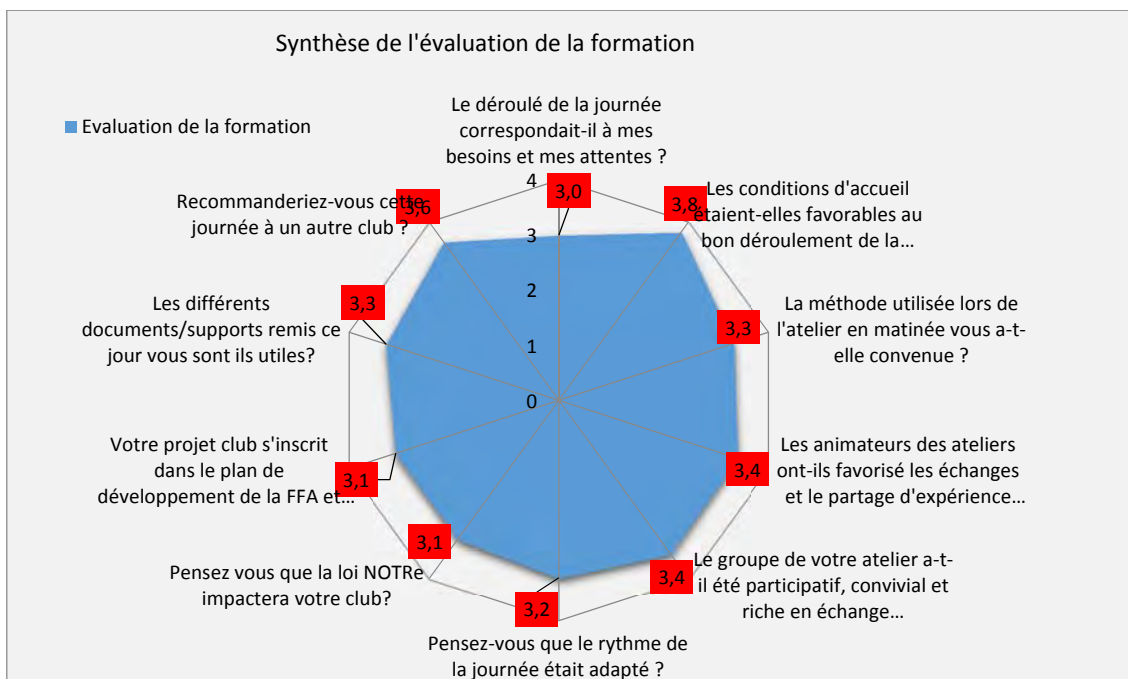 Synthèse de l'évaluation de la formation
Evaluation de la formation
Le déroulé de la journée
correspondait-il à mes
besoins et mes attentes ?
3,0
Les conditions d'accueil
étaient-elles favorables au
bon déroulement de la…
3,8
La méthode utilisée lors de
l'atelier en matinée vous a-t-
elle convenue ?
3,3
Les animateurs des ateliers
ont-ils favorisé les échanges
et le partage d'expérience…
3,4
Le groupe de votre atelier a-t-
il été participatif, convivial et
riche en échange…
3,4
Pensez-vous que le rythme de
la journée était adapté ?
3,2
Pensez vous que la loi NOTRe
impactera votre club?
3,1
Votre projet club s'inscrit
dans le plan de
développement de la FFA et…
3,1
Les différents
documents/supports remis ce
jour vous sont ils utiles?
3,3
Recommanderiez-vous cette
journée à un autre club ?
3,6
4
3
2
1
0